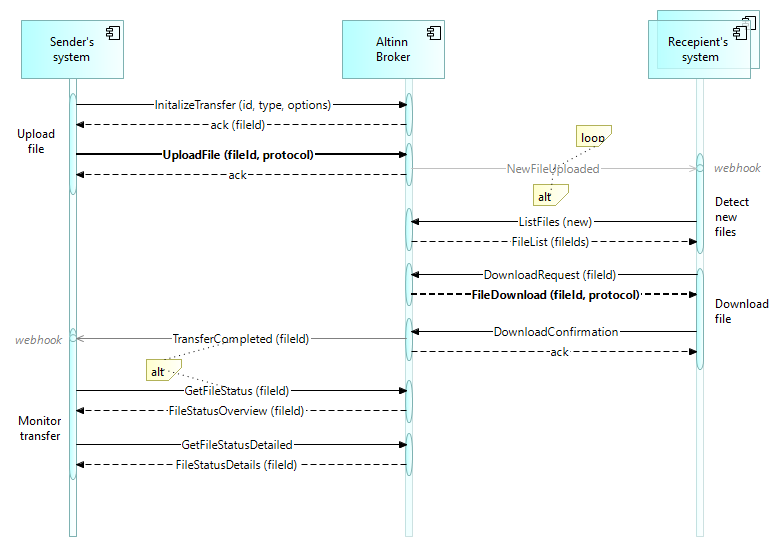 Sender's
system
Altinn
Broker
Recepient's
system
InitalizeTransfer (id, type, options)
ack (fileId)
Upload
file
UploadFile (fileId, protocol)
ack
loop
NewFileUploaded
webhook
alt
Detect
new
files
ListFiles (new)
FileList (fileIds)
DownloadRequest (fileId)
FileDownload (fileId, protocol)
Download
file
DownloadConfirmation
ack
webhook
TransferCompleted (fileId)
alt
GetFileStatus (fileId)
FileStatusOverview (fileId)
Monitor
transfer
GetFileStatusDetailed
FileStatusDetails (fileId)